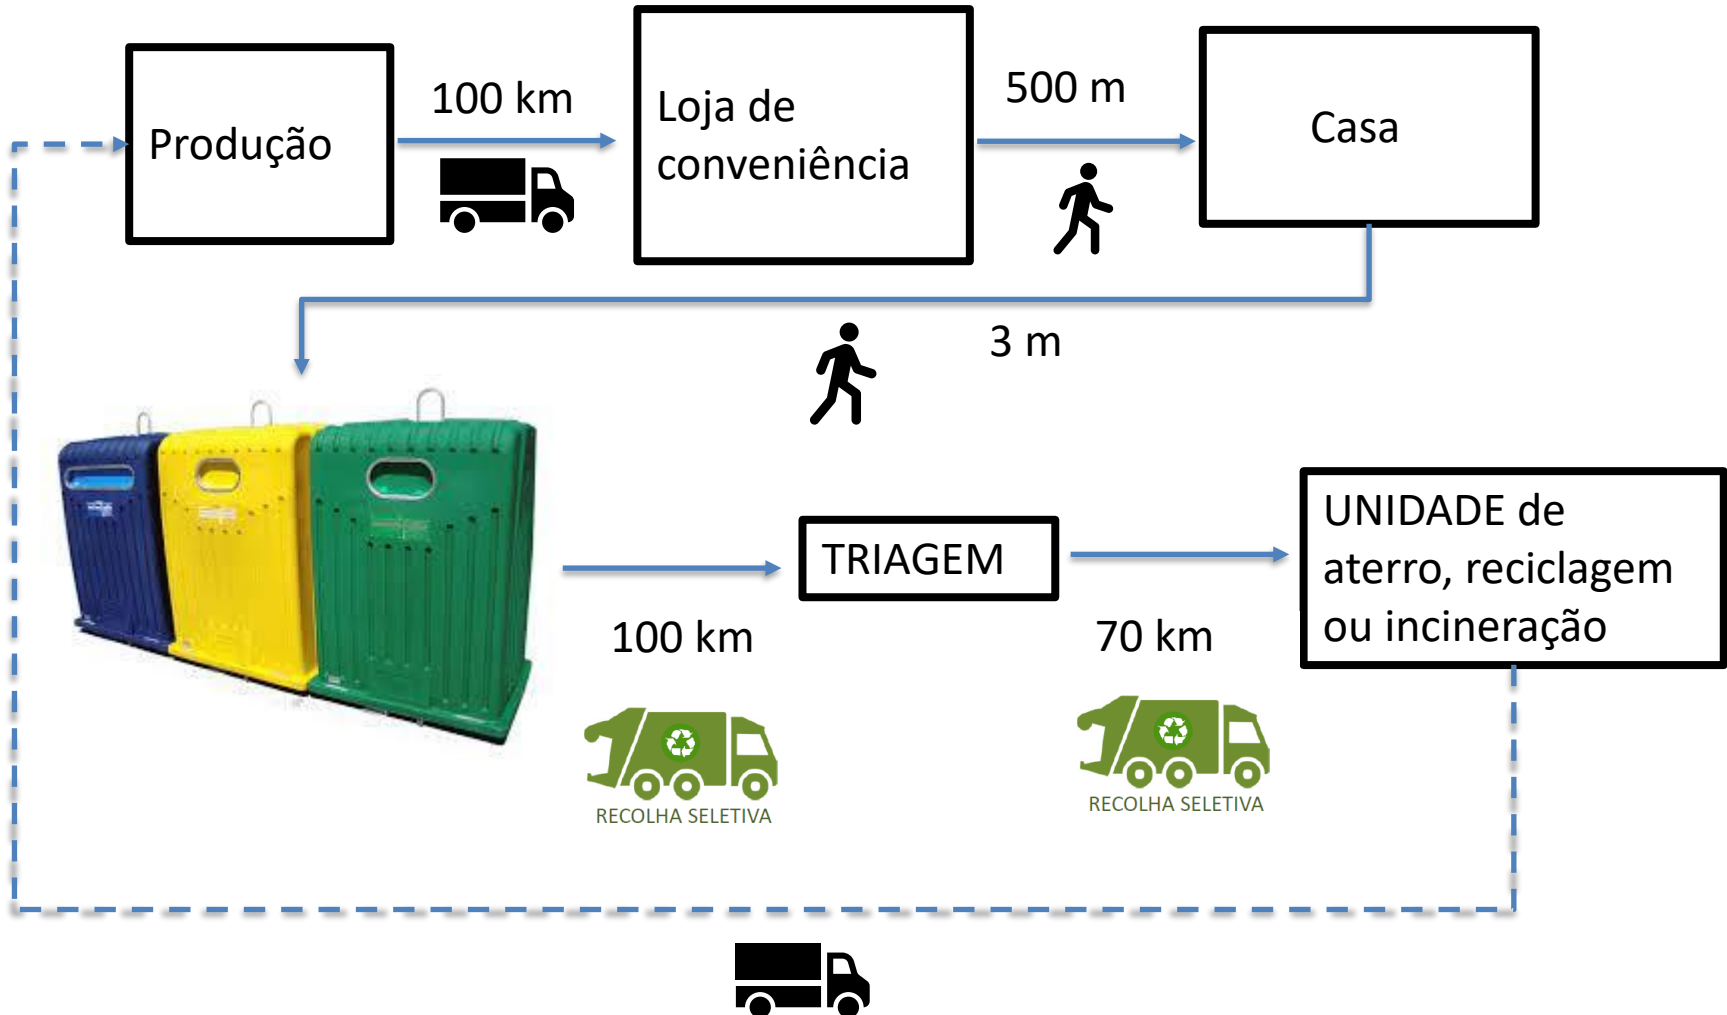 Produção
100 km
Loja de
conveniência
500 m
Casa
3 m
TRIAGEM
UNIDADE de
aterro, reciclagem
ou incineração
100 km
70 km
RECOLHA SELETIVA
RECOLHA SELETIVA